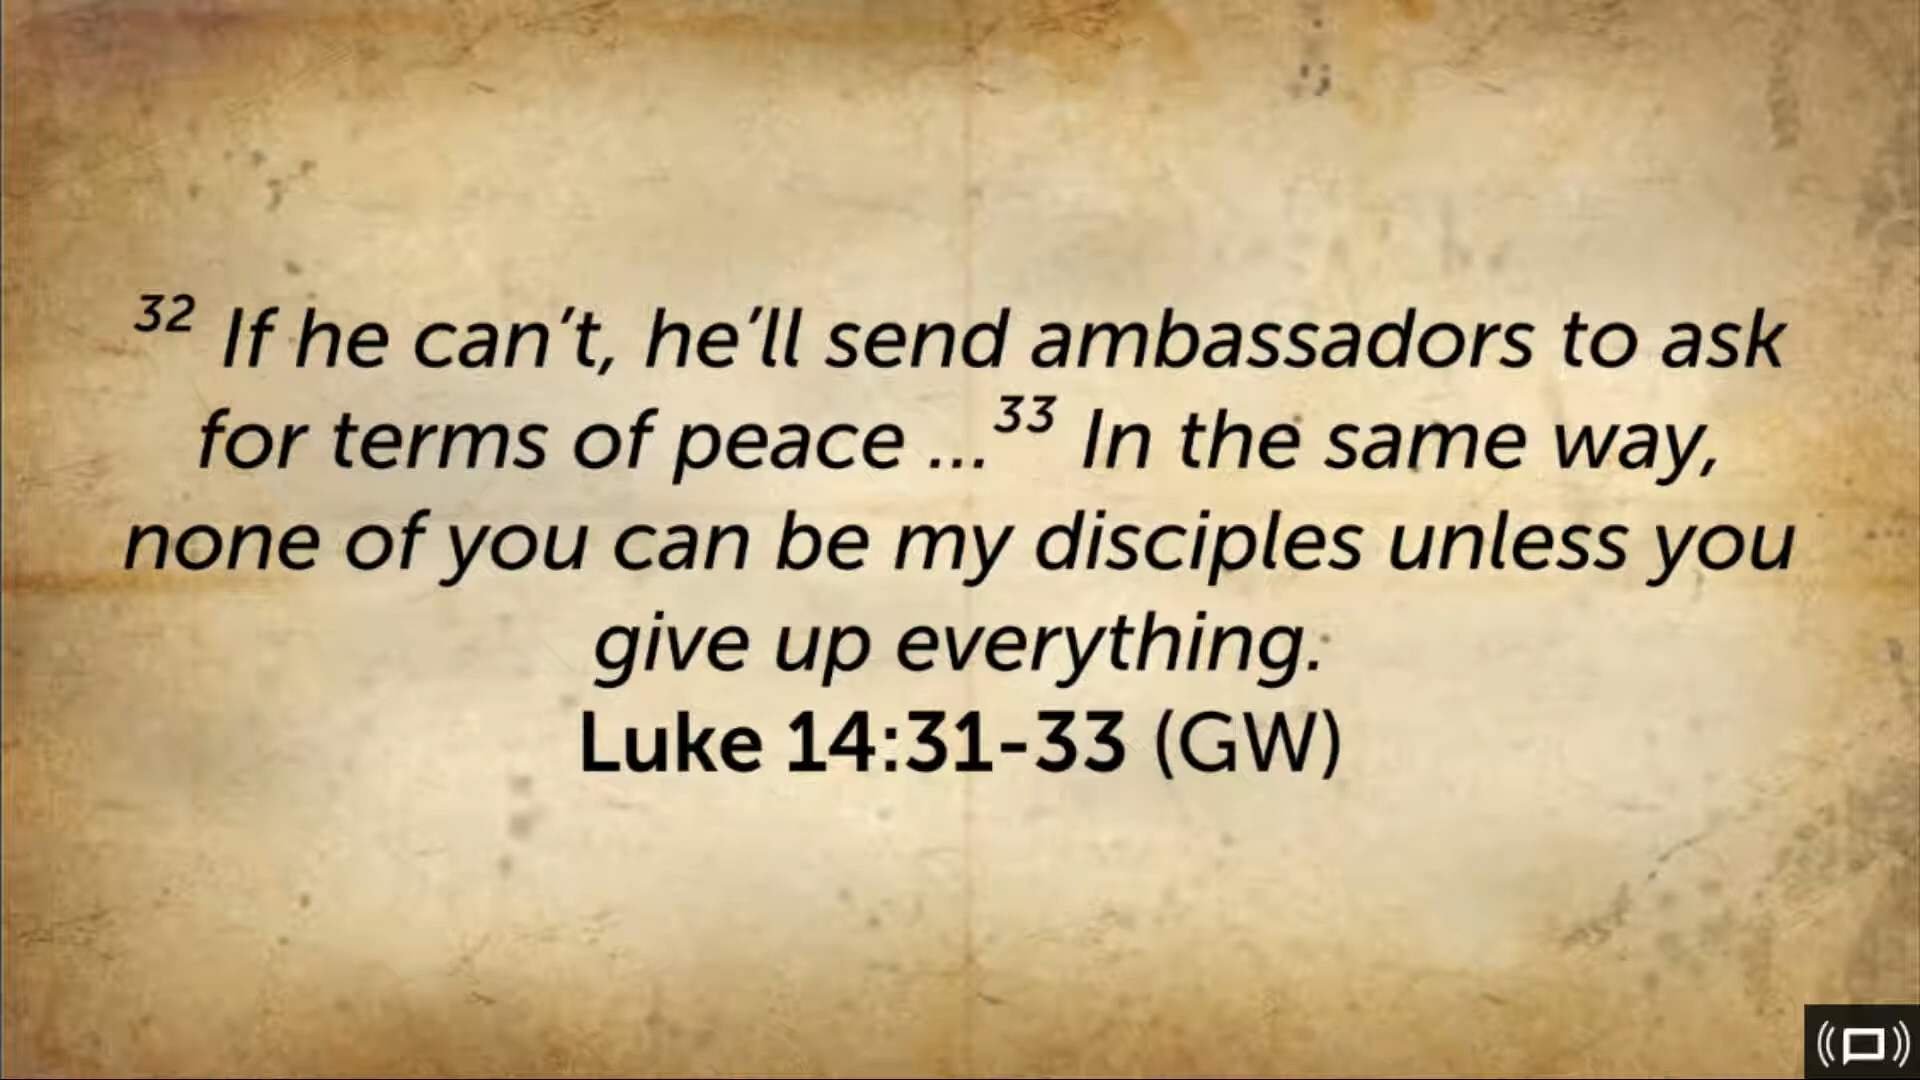 32 If he can’t, he’ll send ambassadors to ask
for terms of peace ...33 In the same way,
none of you can be my disciples unless you
give up everything.
Luke 14:31-33 (GW)